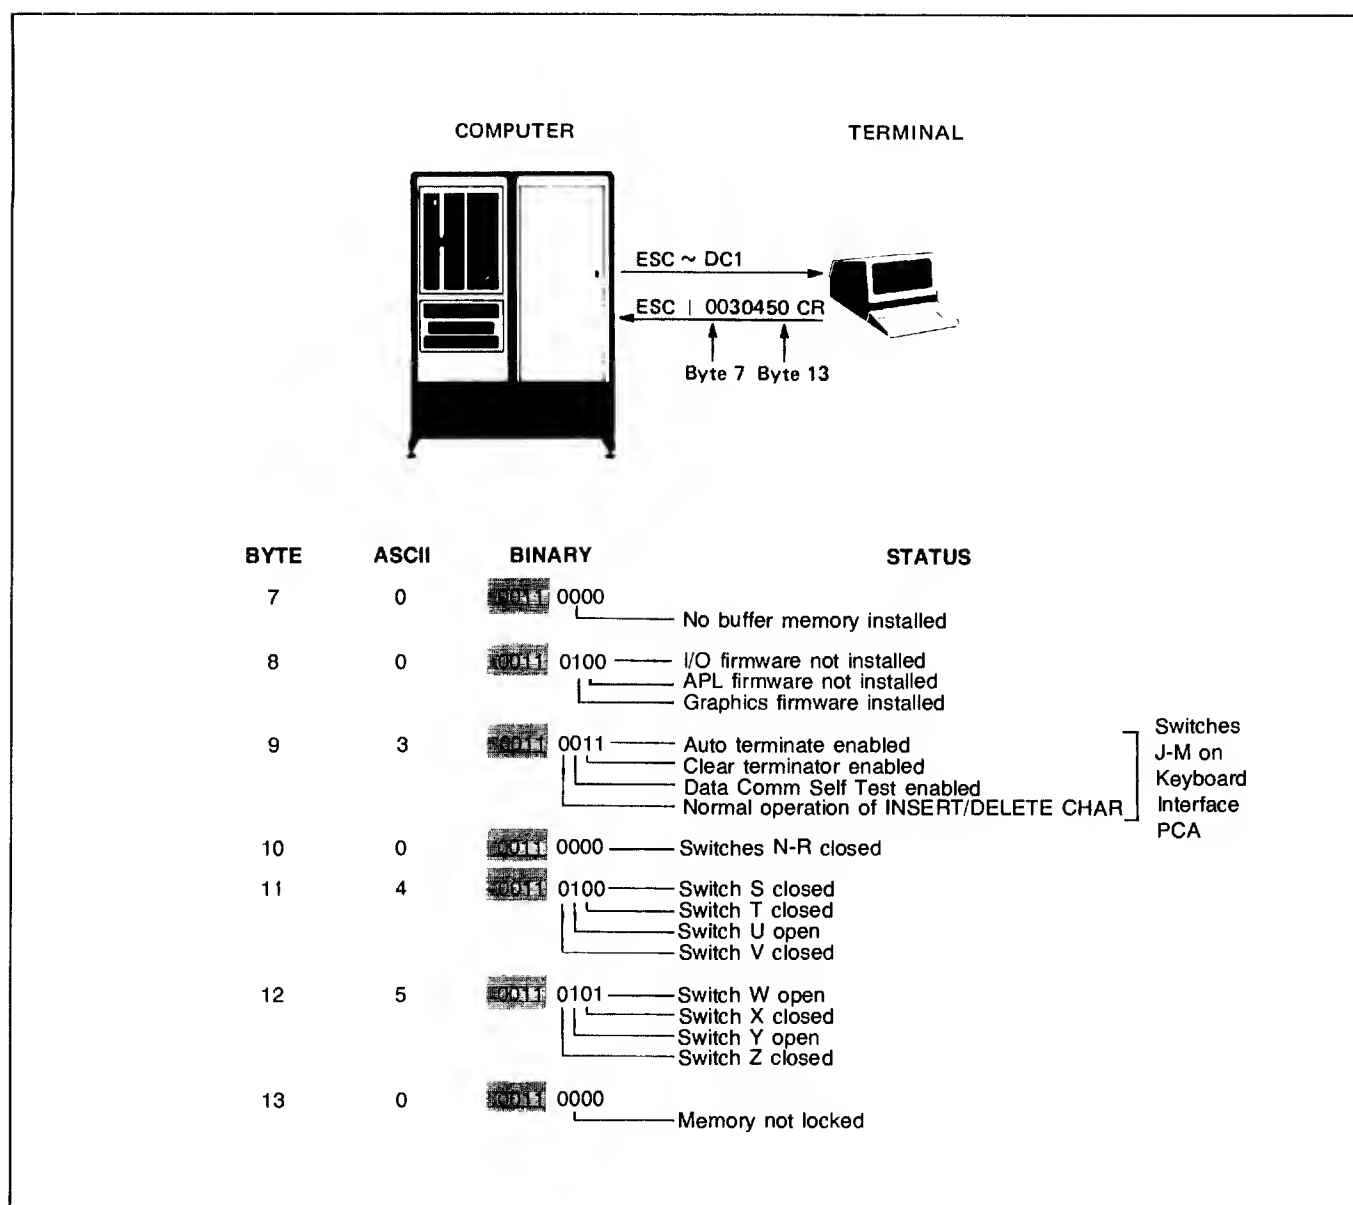 COMPUTER TERMINAL
ESC ~ DC1
ESC | 0030450 CR
Byte 7 Byte 13
BYTE ASCII BINARY STATUS
7 0 0011 0000
No buffer memory installed
8 0 0011 0100 I/O firmware not installed
APL firmware not installed
Graphics firmware installed
9 3 0011 0011 Auto terminate enabled
Clear terminator enabled
Data Comm Self Test enabled
Normal operation of INSERT/DELETE CHAR
Switches
J-M on
Keyboard
Interface
PCA
10 0 0011 0000 Switches N-R closed
11 4 0011 0100 Switch S closed
Switch T closed
Switch U open
Switch V closed
12 5 0011 0101 Switch W open
Switch X closed
Switch Y open
Switch Z closed
13 0 0011 0000
Memory not locked